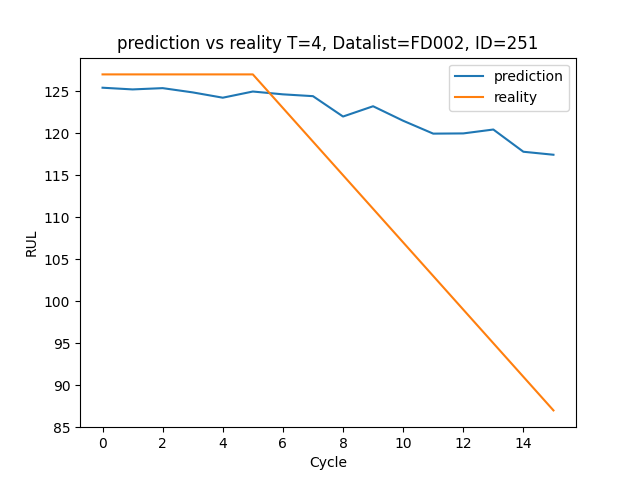 prediction vs reality T=4, Datalist=FD002, ID=251
prediction
reality
125
120
115
110
105
100
95
90
85
RUL
0 2 4 6 8 10 12 14
Cycle